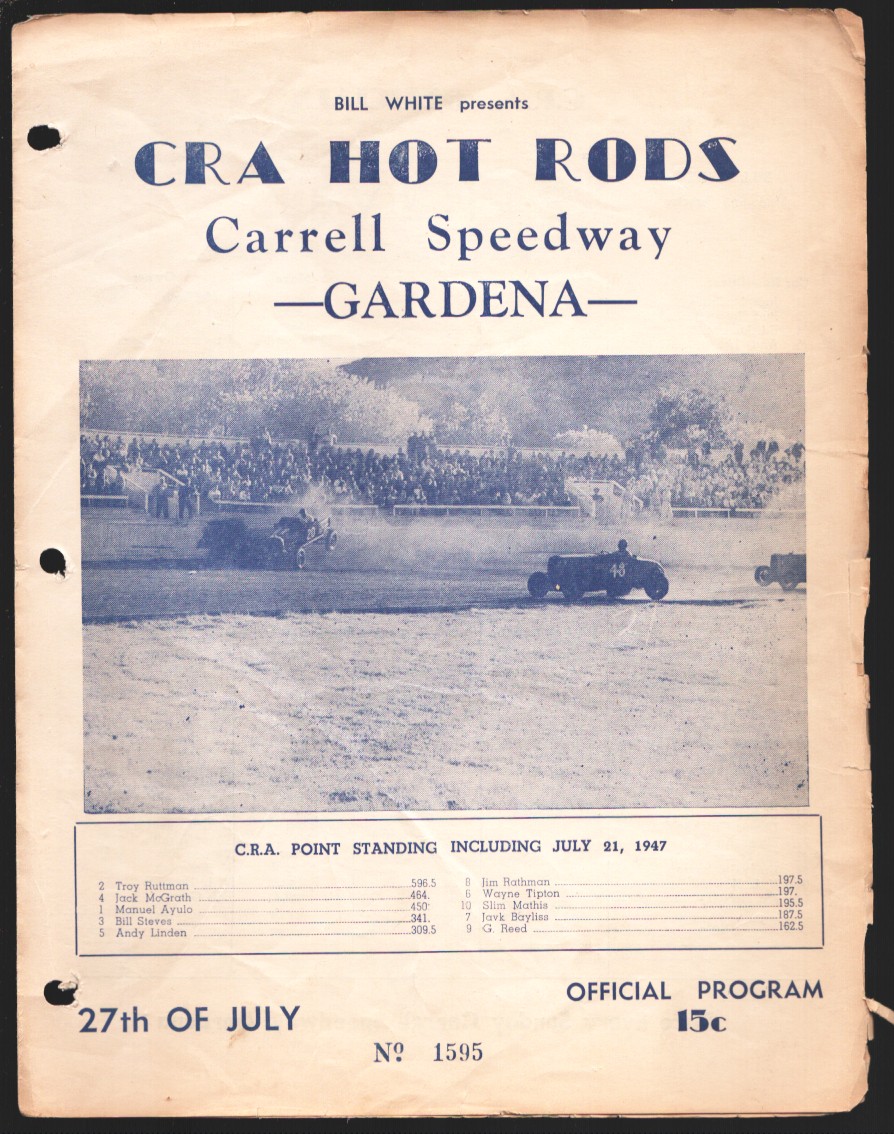 BILL WHITE presents
CRA HOT RODS
Carrell Speedway
—GARDENA—
48
C.R.A. POINT STANDING INCLUDING JULY 21, 1947
2 Troy Ruttman 596.5
4 Jack McGrath 464.
1 Manuel Ayulo 450
3 Bill Steves 341.
5 Andy Linden 309.5
8 Jim Rathman 197.5
6 Wayne Tipton 197.
10 Slim Mathis 195.5
7 Javk Bayliss 187.5
9 G. Reed 162.5
27th OF JULY
OFFICIAL PROGRAM
15c
Nº 1595